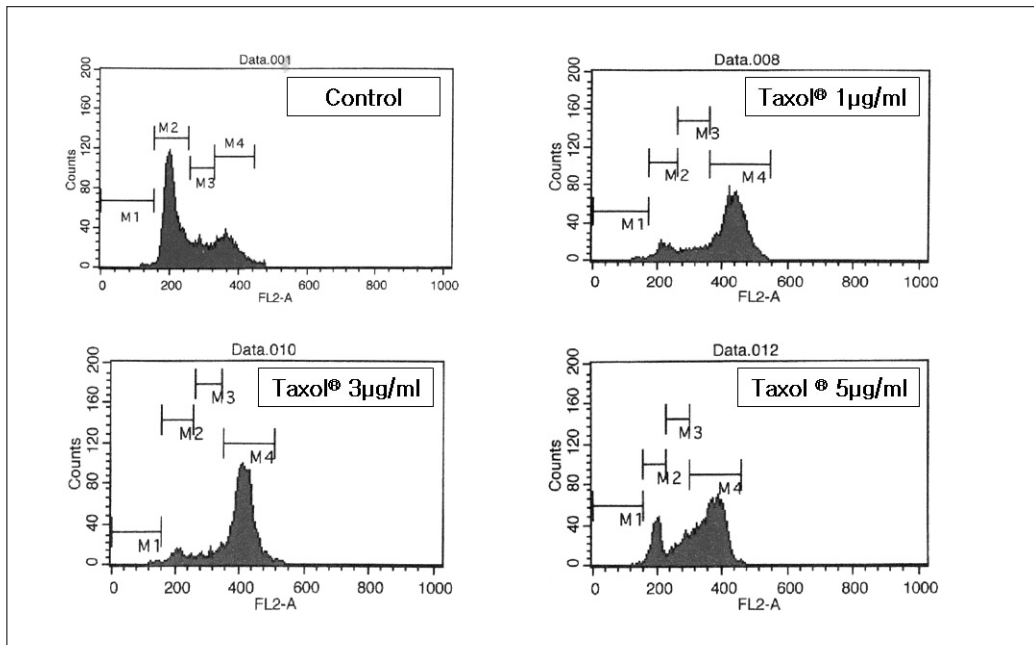 Data.001
Control
200
160
120
80
40
0
Counts
M1
M2
M3
M4
0 200 400 600 800 1000
FL2-A
Data.008
Taxol® 1µg/ml
200
160
120
80
40
0
Counts
M1
M2
M3
M4
0 200 400 600 800 1000
FL2-A
Data.010
Taxol® 3µg/ml
200
160
120
80
40
0
Counts
M1
M2
M3
M4
0 200 400 600 800 1000
FL2-A
Data.012
Taxol ® 5µg/ml
200
160
120
80
40
0
Counts
M1
M2
M3
M4
0 200 400 600 800 1000
FL2-A